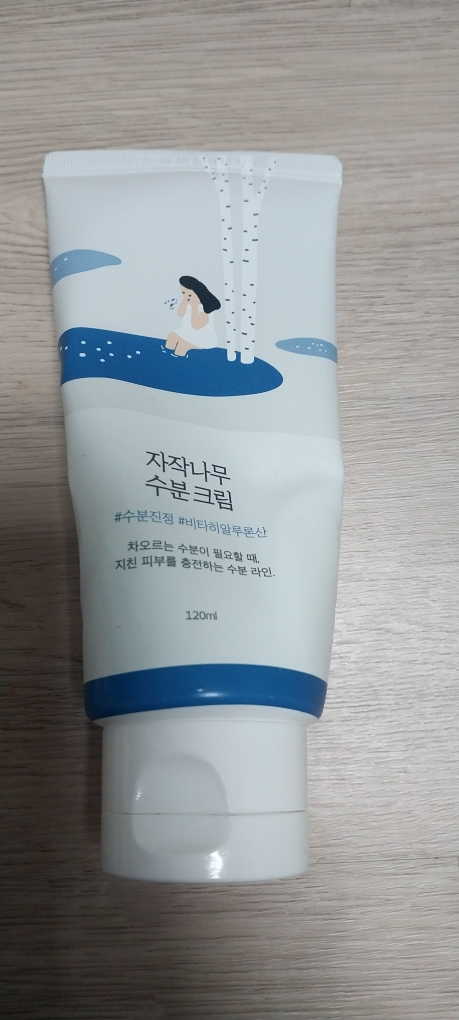 자작나무
수분 크림
#수분진정 #비타히알루론산
차오르는 수분이 필요할 때,
지친 피부를 충전하는 수분 라인.
120ml